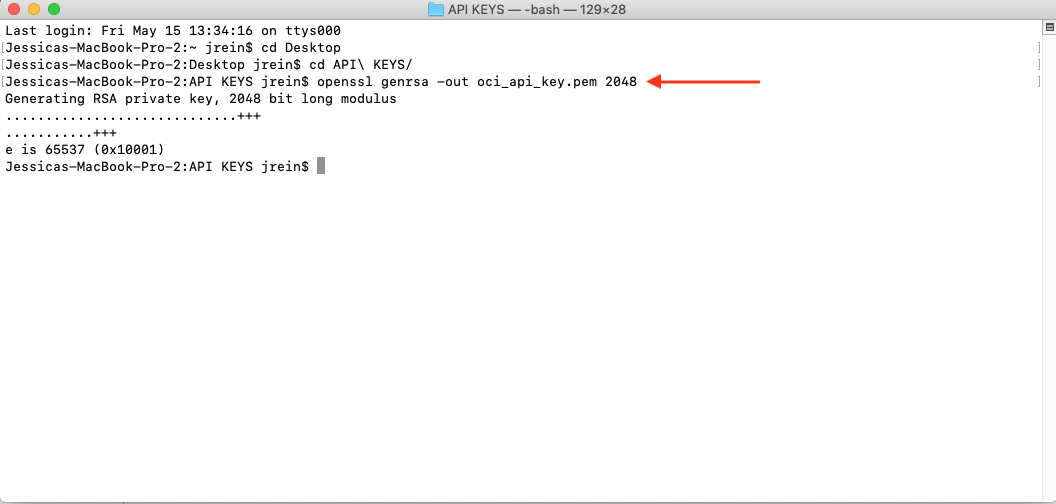 API KEYS — -bash — 129×28
Last login: Fri May 15 13:34:16 on ttys000
[Jessicas-MacBook-Pro-2:~ jrein$ cd Desktop ]
[Jessicas-MacBook-Pro-2:Desktop jrein$ cd API\ KEYS/ ]
[Jessicas-MacBook-Pro-2:API KEYS jrein$ openssl genrsa -out oci_api_key.pem 2048 ]
Generating RSA private key, 2048 bit long modulus
.............................+++
...........+++
e is 65537 (0x10001)
Jessicas-MacBook-Pro-2:API KEYS jrein$